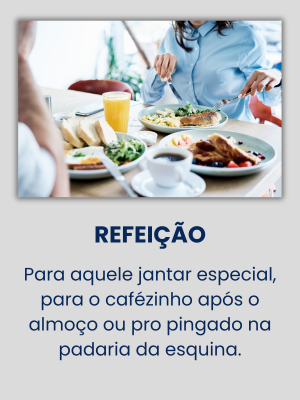 REFEIÇÃO
Para aquele jantar especial,
para o cafézinho após o
almoço ou pro pingado na
padaria da esquina.